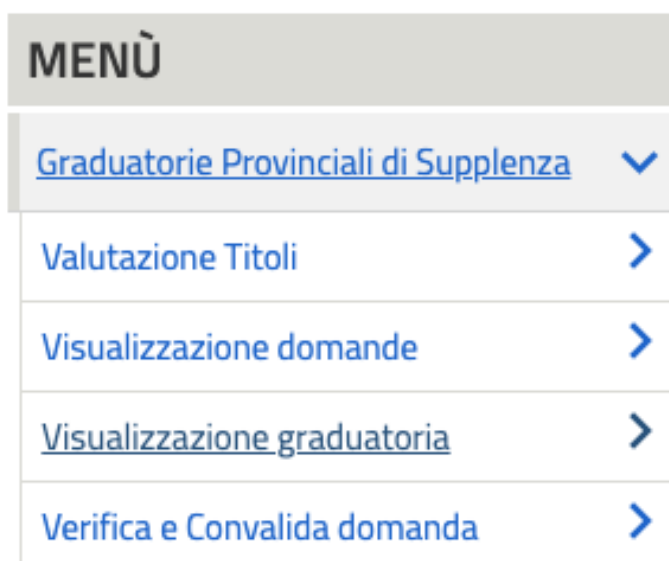 MENÙ
Graduatorie Provinciali di Supplenza
Valutazione Titoli
Visualizzazione domande
Visualizzazione graduatoria
Verifica e Convalida domanda